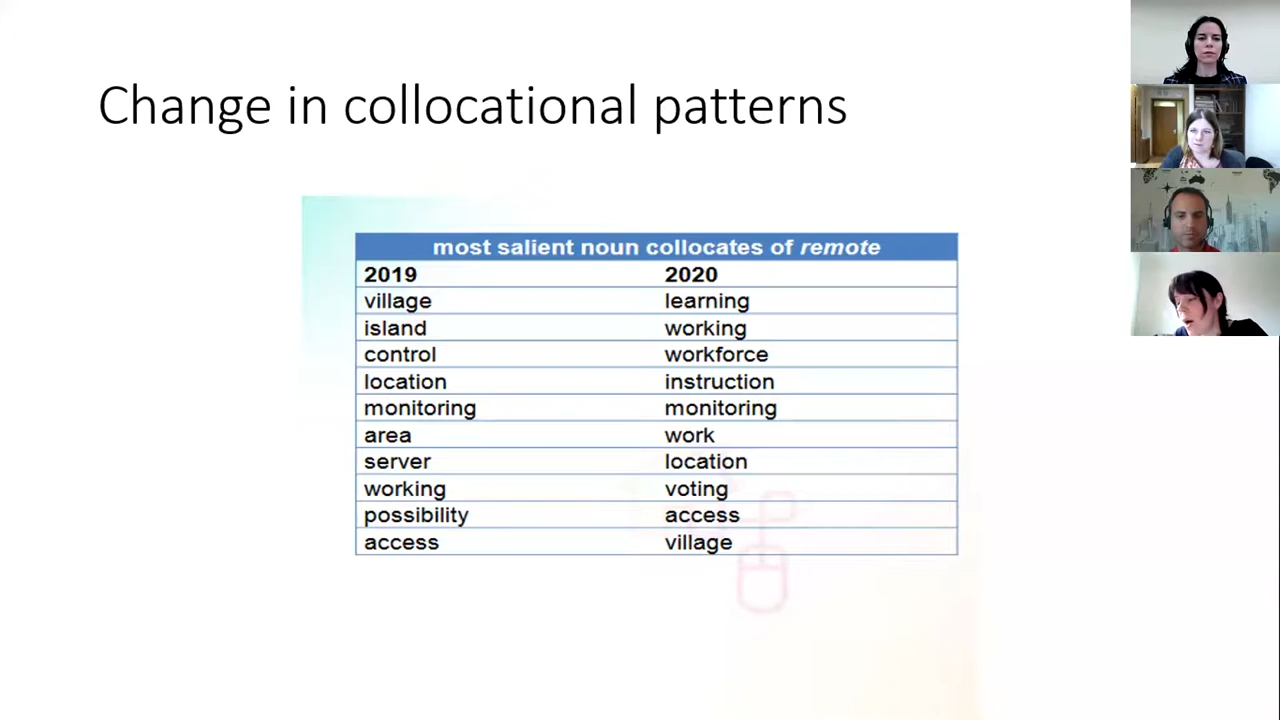 Change in collocational patterns
most salient noun collocates of remote
2019 2020
village learning
island working
control workforce
location instruction
monitoring monitoring
area work
server location
working voting
possibility access
access village